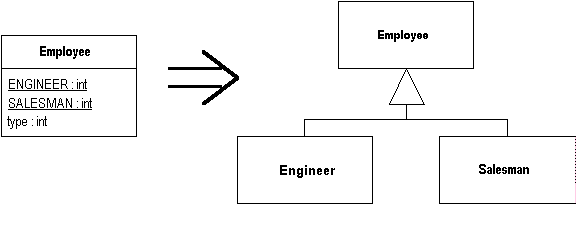 Employee
ENGINEER : int
SALESMAN : int
type : int
Employee
Engineer
Salesman